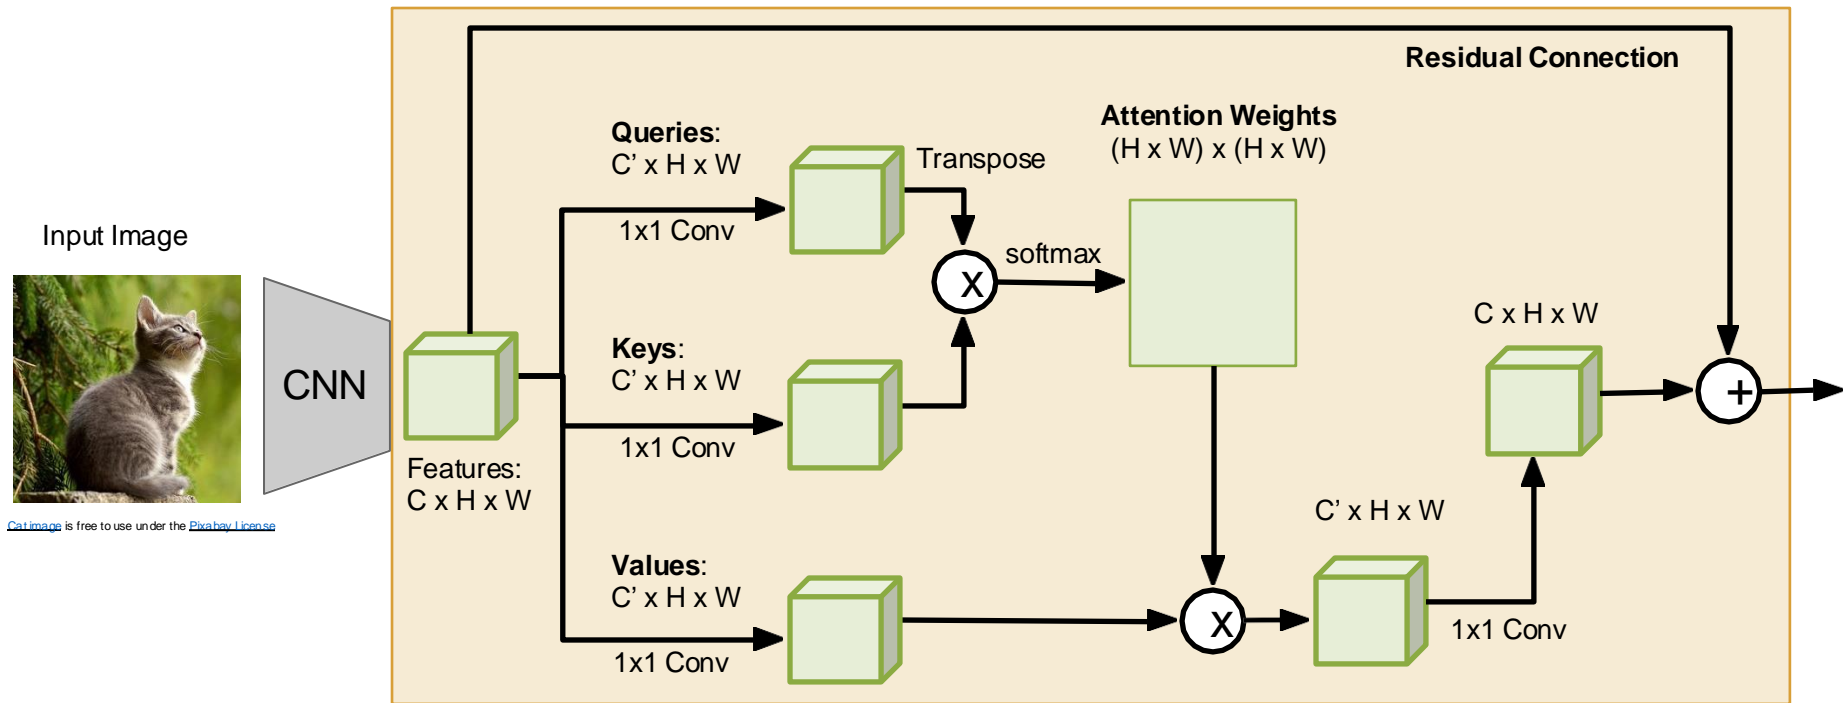 Residual Connection
Attention Weights
(H x W) x (H x W)
Queries:
C’ x H x W
Transpose
1x1 Conv
softmax
Input Image
CNN
Features:
C x H x W
Cat image is free to use under the Pixabay License
Keys:
C’ x H x W
1x1 Conv
X
Values:
C’ x H x W
1x1 Conv
X
C’ x H x W
1x1 Conv
C x H x W
+